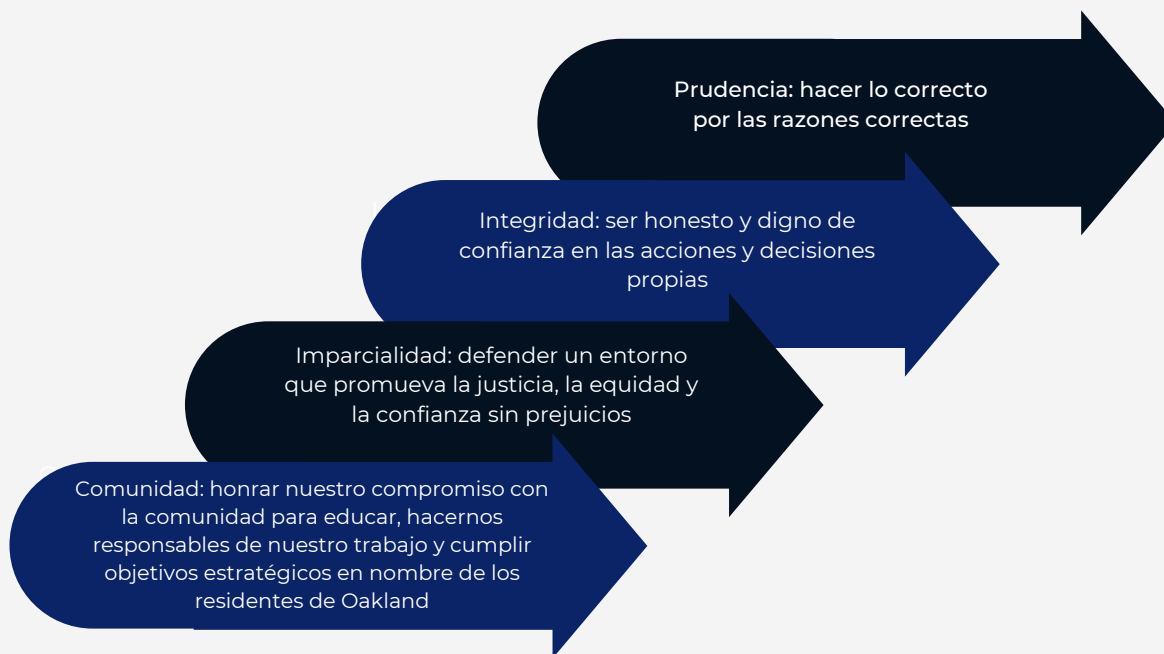 Prudencia: hacer lo correcto
por las razones correctas
Integridad: ser honesto y digno de
confianza en las acciones y decisiones
propias
Imparcialidad: defender un entorno
que promueva la justicia, la equidad y
la confianza sin prejuicios
Comunidad: honrar nuestro compromiso con
la comunidad para educar, hacernos
responsables de nuestro trabajo y cumplir
objetivos estratégicos en nombre de los
residentes de Oakland